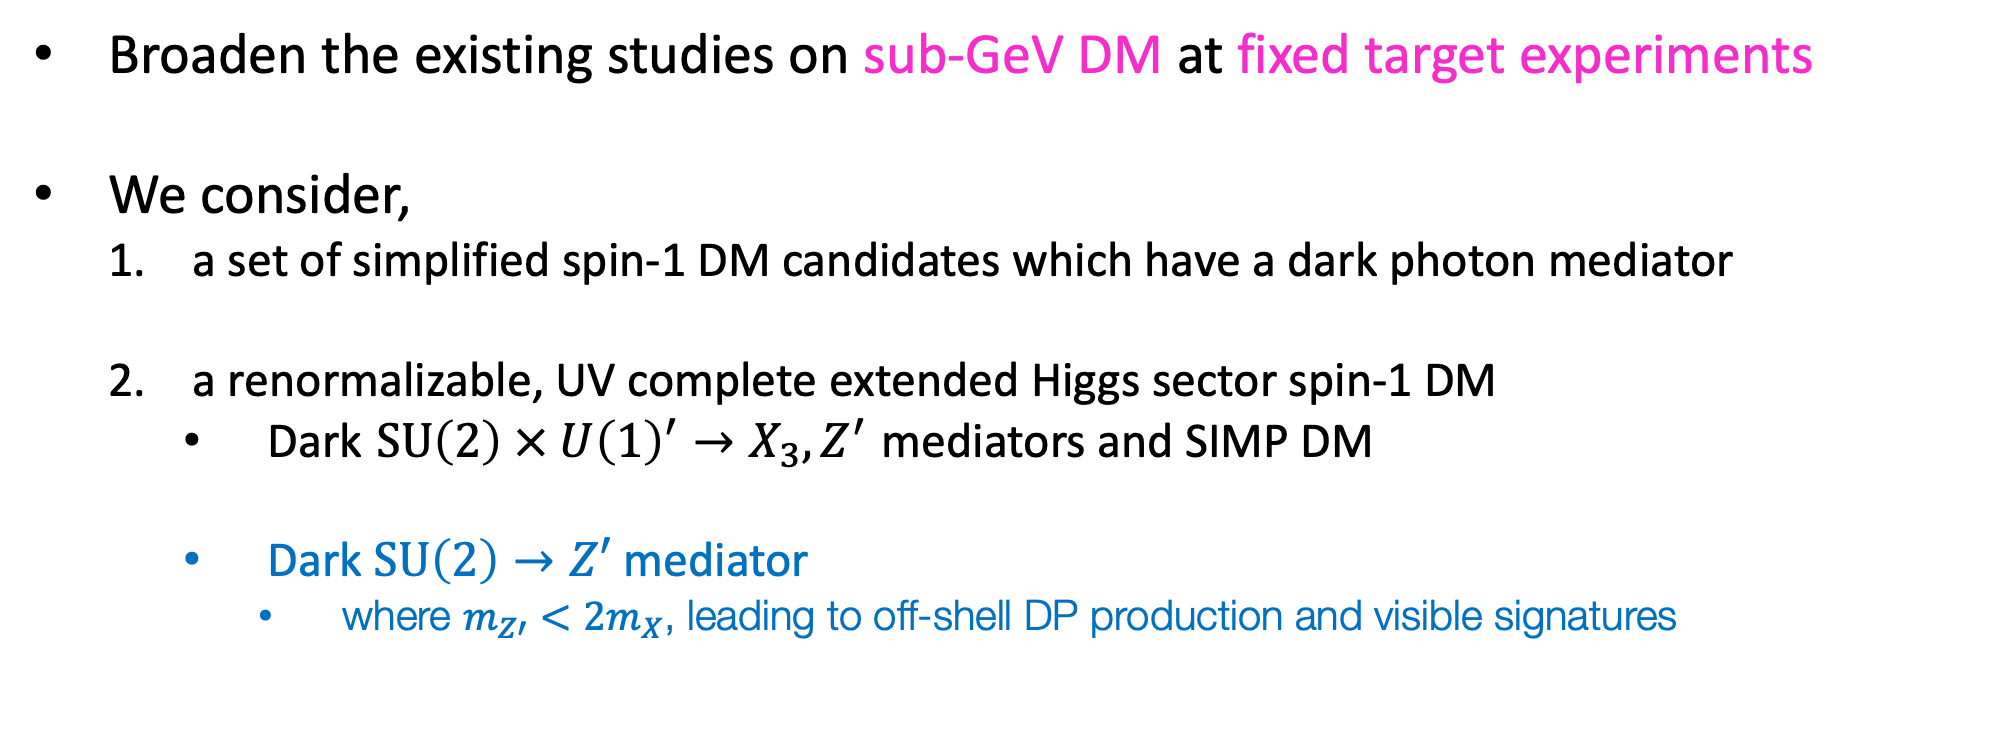 • Broaden the existing studies on sub-GeV DM at fixed target experiments
• We consider,
1. a set of simplified spin-1 DM candidates which have a dark photon mediator
2. a renormalizable, UV complete extended Higgs sector spin-1 DM
• Dark SU(2) × U(1)′ → X₃, Z′ mediators and SIMP DM
• Dark SU(2) → Z′ mediator
• where m_Z′ < 2m_X, leading to off-shell DP production and visible signatures